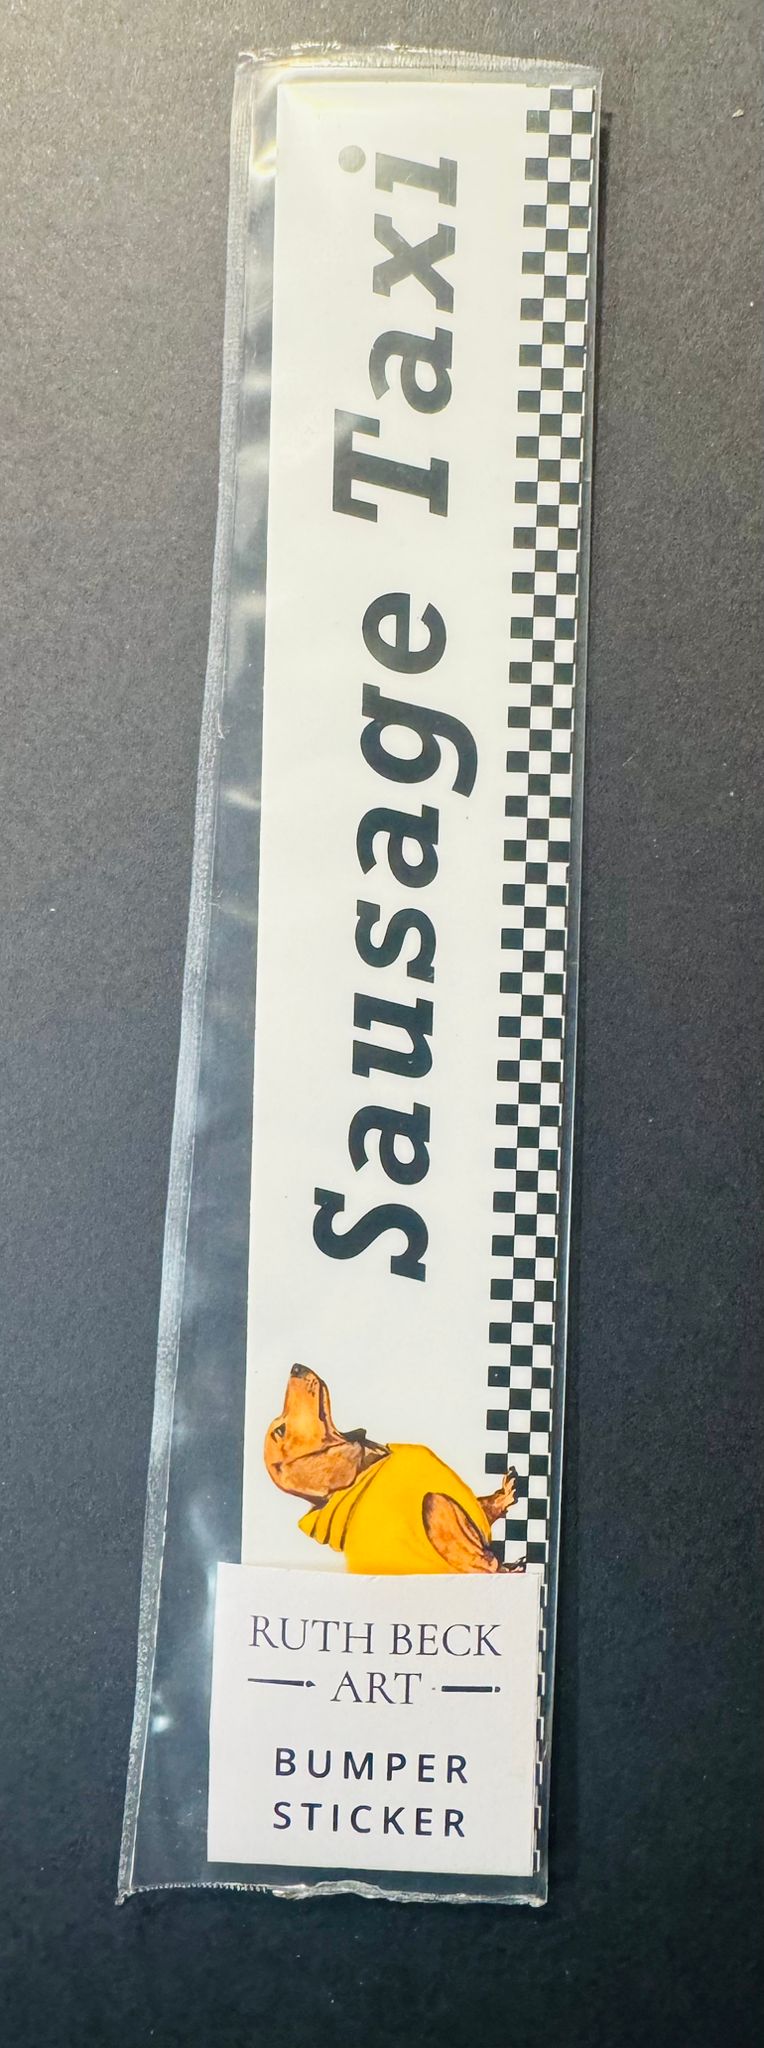 Sausage Taxi
RUTH BECK
ART
BUMPER
STICKER